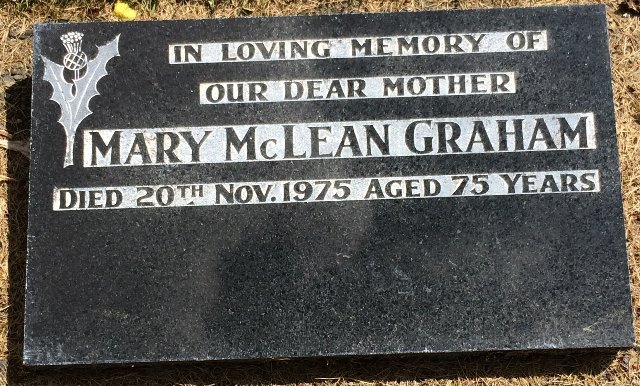 IN LOVING MEMORY OF
OUR DEAR MOTHER
MARY McLEAN GRAHAM
DIED 20TH NOV. 1975 AGED 75 YEARS